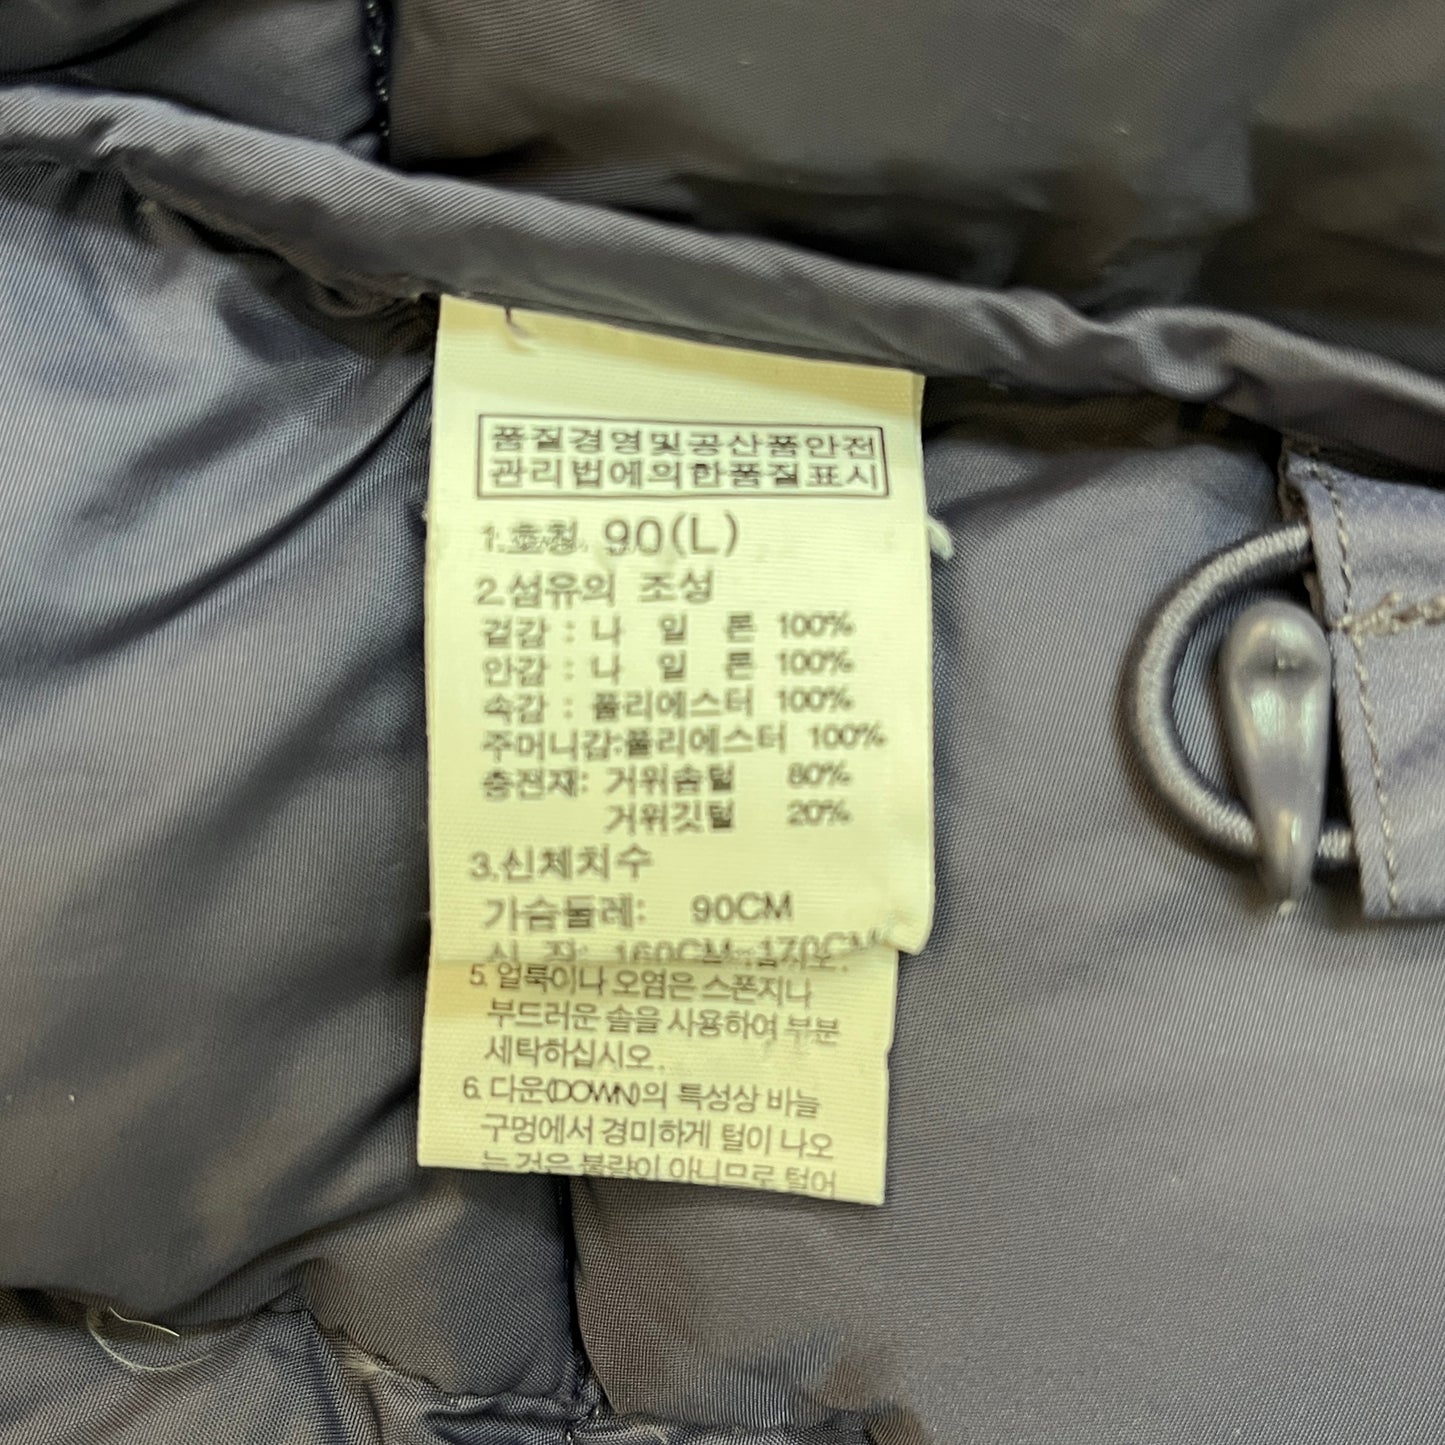 품질경영및공산품안전
관리법에의한품질표시
1.호칭 90(L)
2.섬유의 조성
겉감 : 나 일 론 100%
안감 : 나 일 론 100%
속감 : 폴리에스터 100%
주머니감:폴리에스터 100%
충전재: 거위솜털 80%
거위깃털 20%
3.신체치수
가슴둘레: 90CM
신 장: 160CM
5. 얼룩이나 오염은 스폰지나
부드러운 솔을 사용하여 부분
세탁하십시오.
6. 다운(DOWN)의 특성상 바늘
구멍에서 경미하게 털이 나오
는 것은 불량이 아니므로 털어